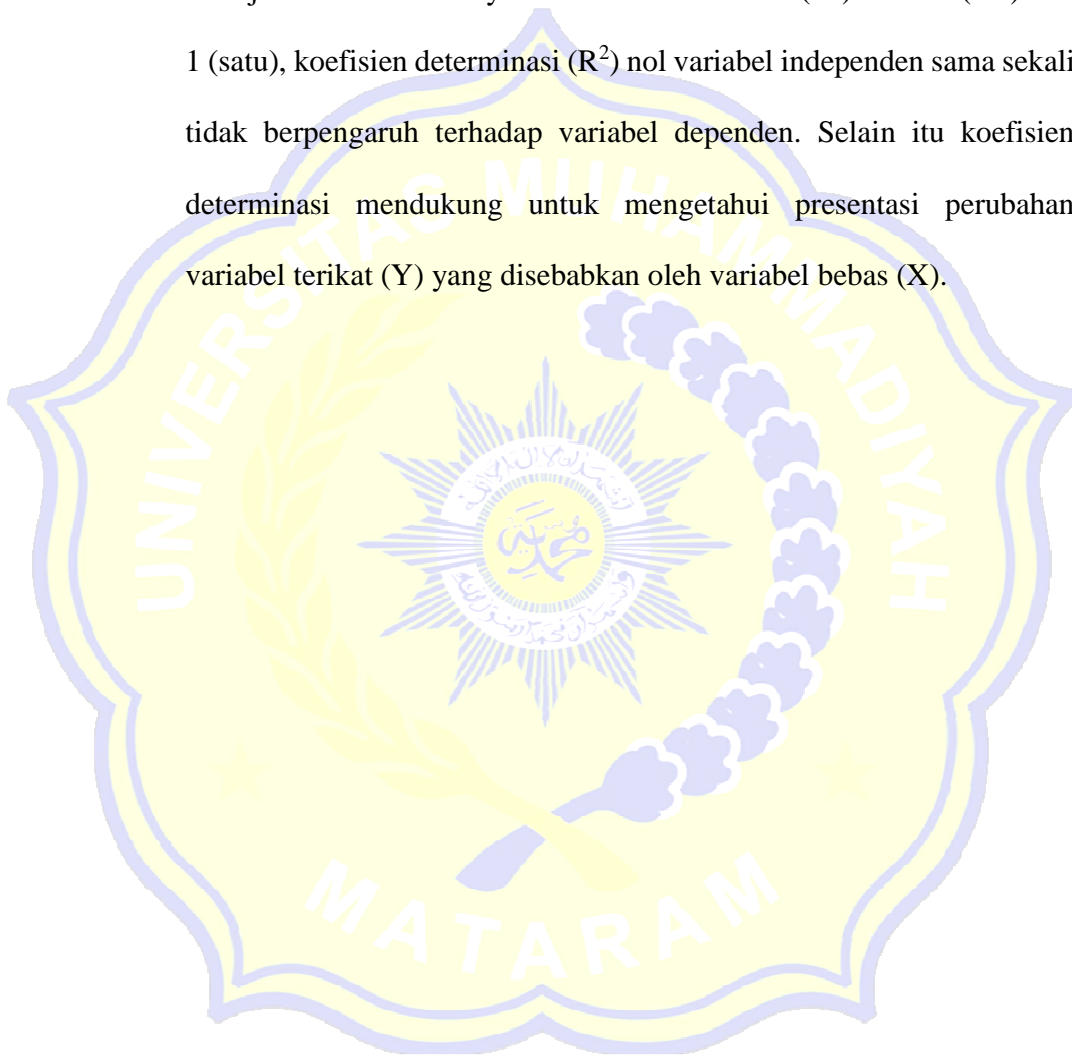 1 (satu), koefisien determinasi (R²) nol variabel independen sama sekali
tidak berpengaruh terhadap variabel dependen. Selain itu koefisien
determinasi mendukung untuk mengetahui presentasi perubahan
variabel terikat (Y) yang disebabkan oleh variabel bebas (X).
UNIVERSITAS MUHAMMADIYAH
MATARAM